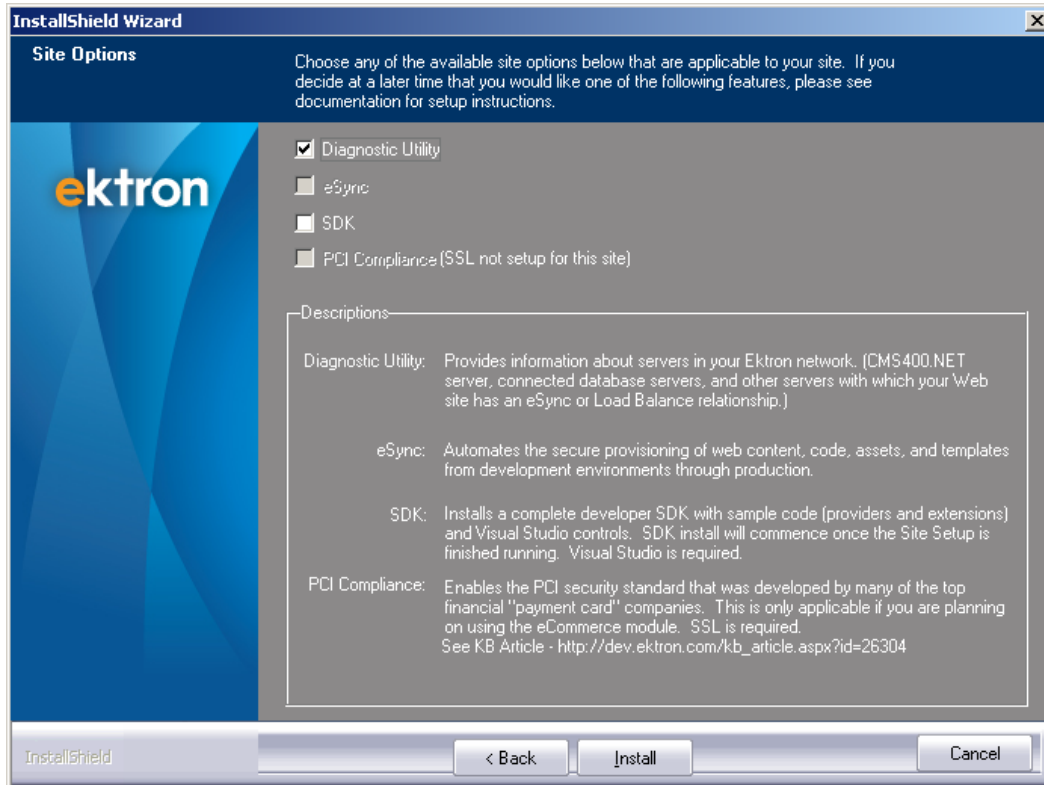 InstallShield Wizard
Site Options
Choose any of the available site options below that are applicable to your site. If you
decide at a later time that you would like one of the following features, please see
documentation for setup instructions.
ektron
Diagnostic Utility
eSync
SDK
PCI Compliance (SSL not setup for this site)
Descriptions
Diagnostic Utility: Provides information about servers in your Ektron network. (CMS400.NET
server, connected database servers, and other servers with which your Web
site has an eSync or Load Balance relationship.)
eSync: Automates the secure provisioning of web content, code, assets, and templates
from development environments through production.
SDK: Installs a complete developer SDK with sample code (providers and extensions)
and Visual Studio controls. SDK install will commence once the Site Setup is
finished running. Visual Studio is required.
PCI Compliance: Enables the PCI security standard that was developed by many of the top
financial "payment card" companies. This is only applicable if you are planning
on using the eCommerce module. SSL is required.
See KB Article - http://dev.ektron.com/kb_article.aspx?id=26304
InstallShield
< Back
Install
Cancel